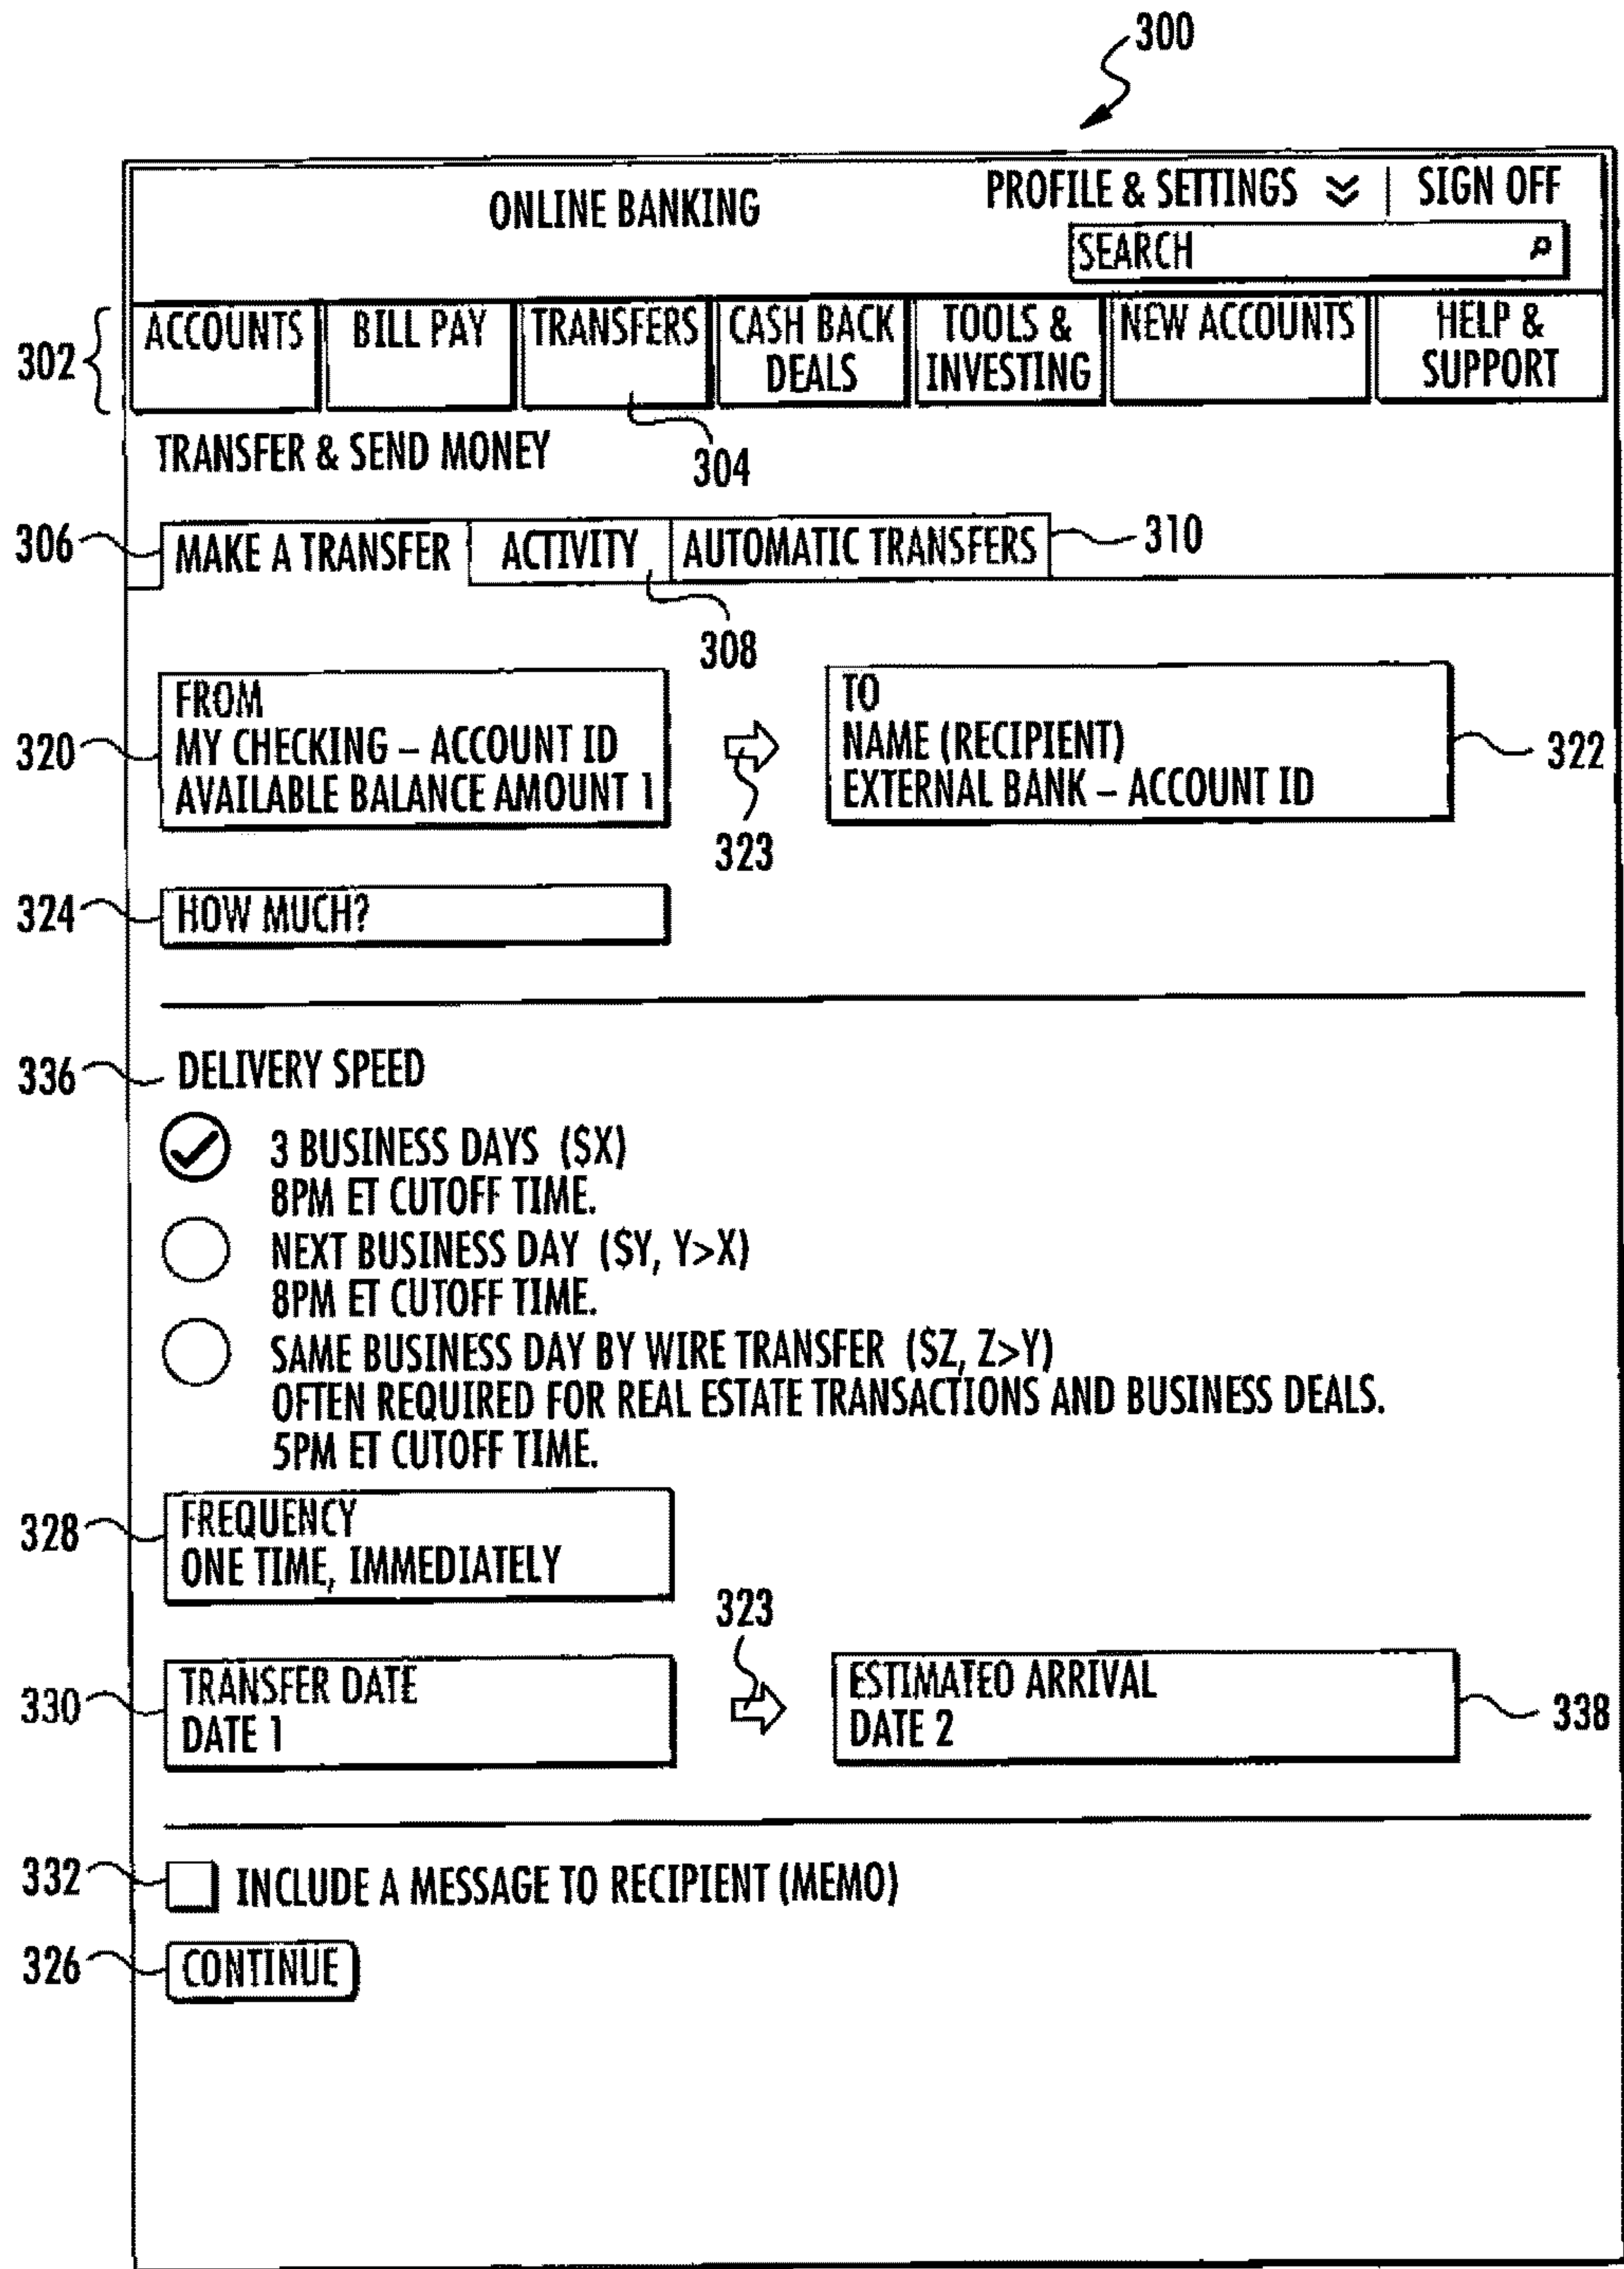 300
ONLINE BANKING
PROFILE & SETTINGS
SIGN OFF
SEARCH
302
ACCOUNTS
BILL PAY
TRANSFERS
CASH BACK
DEALS
TOOLS &
INVESTING
NEW ACCOUNTS
HELP &
SUPPORT
TRANSFER & SEND MONEY
304
306
MAKE A TRANSFER
ACTIVITY
AUTOMATIC TRANSFERS
310
308
320
FROM
MY CHECKING – ACCOUNT ID
AVAILABLE BALANCE AMOUNT 1
323
TO
NAME (RECIPIENT)
EXTERNAL BANK – ACCOUNT ID
322
324
HOW MUCH?
336
DELIVERY SPEED
3 BUSINESS DAYS ($X)
8PM ET CUTOFF TIME.
NEXT BUSINESS DAY ($Y, Y>X)
8PM ET CUTOFF TIME.
SAME BUSINESS DAY BY WIRE TRANSFER ($Z, Z>Y)
OFTEN REQUIRED FOR REAL ESTATE TRANSACTIONS AND BUSINESS DEALS.
5PM ET CUTOFF TIME.
328
FREQUENCY
ONE TIME, IMMEDIATELY
323
330
TRANSFER DATE
DATE 1
ESTIMATED ARRIVAL
DATE 2
338
332
INCLUDE A MESSAGE TO RECIPIENT (MEMO)
326
CONTINUE